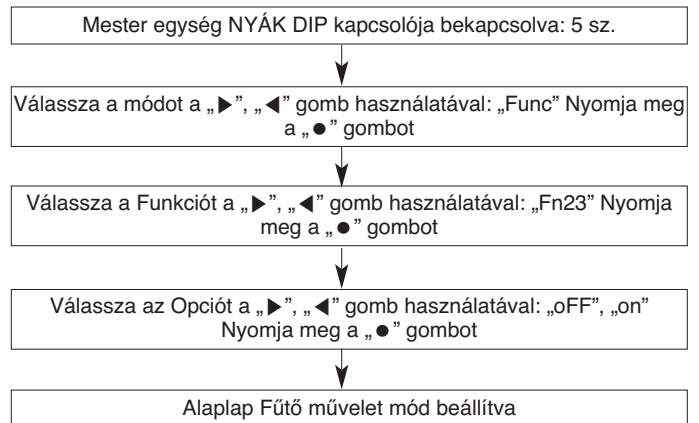 Mester egység NYÁK DIP kapcsolója bekapcsolva: 5 sz.
Válassza a módot a „▶”, „◀” gomb használatával: „Func” Nyomja meg
a „●” gombot
Válassza a Funkciót a „▶”, „◀” gomb használatával: „Fn23” Nyomja
meg a „●” gombot
Válassza az Opciót a „▶”, „◀” gomb használatával: „oFF”, „on”
Nyomja meg a „●” gombot
Alaplap Fűtő művelet mód beállítva